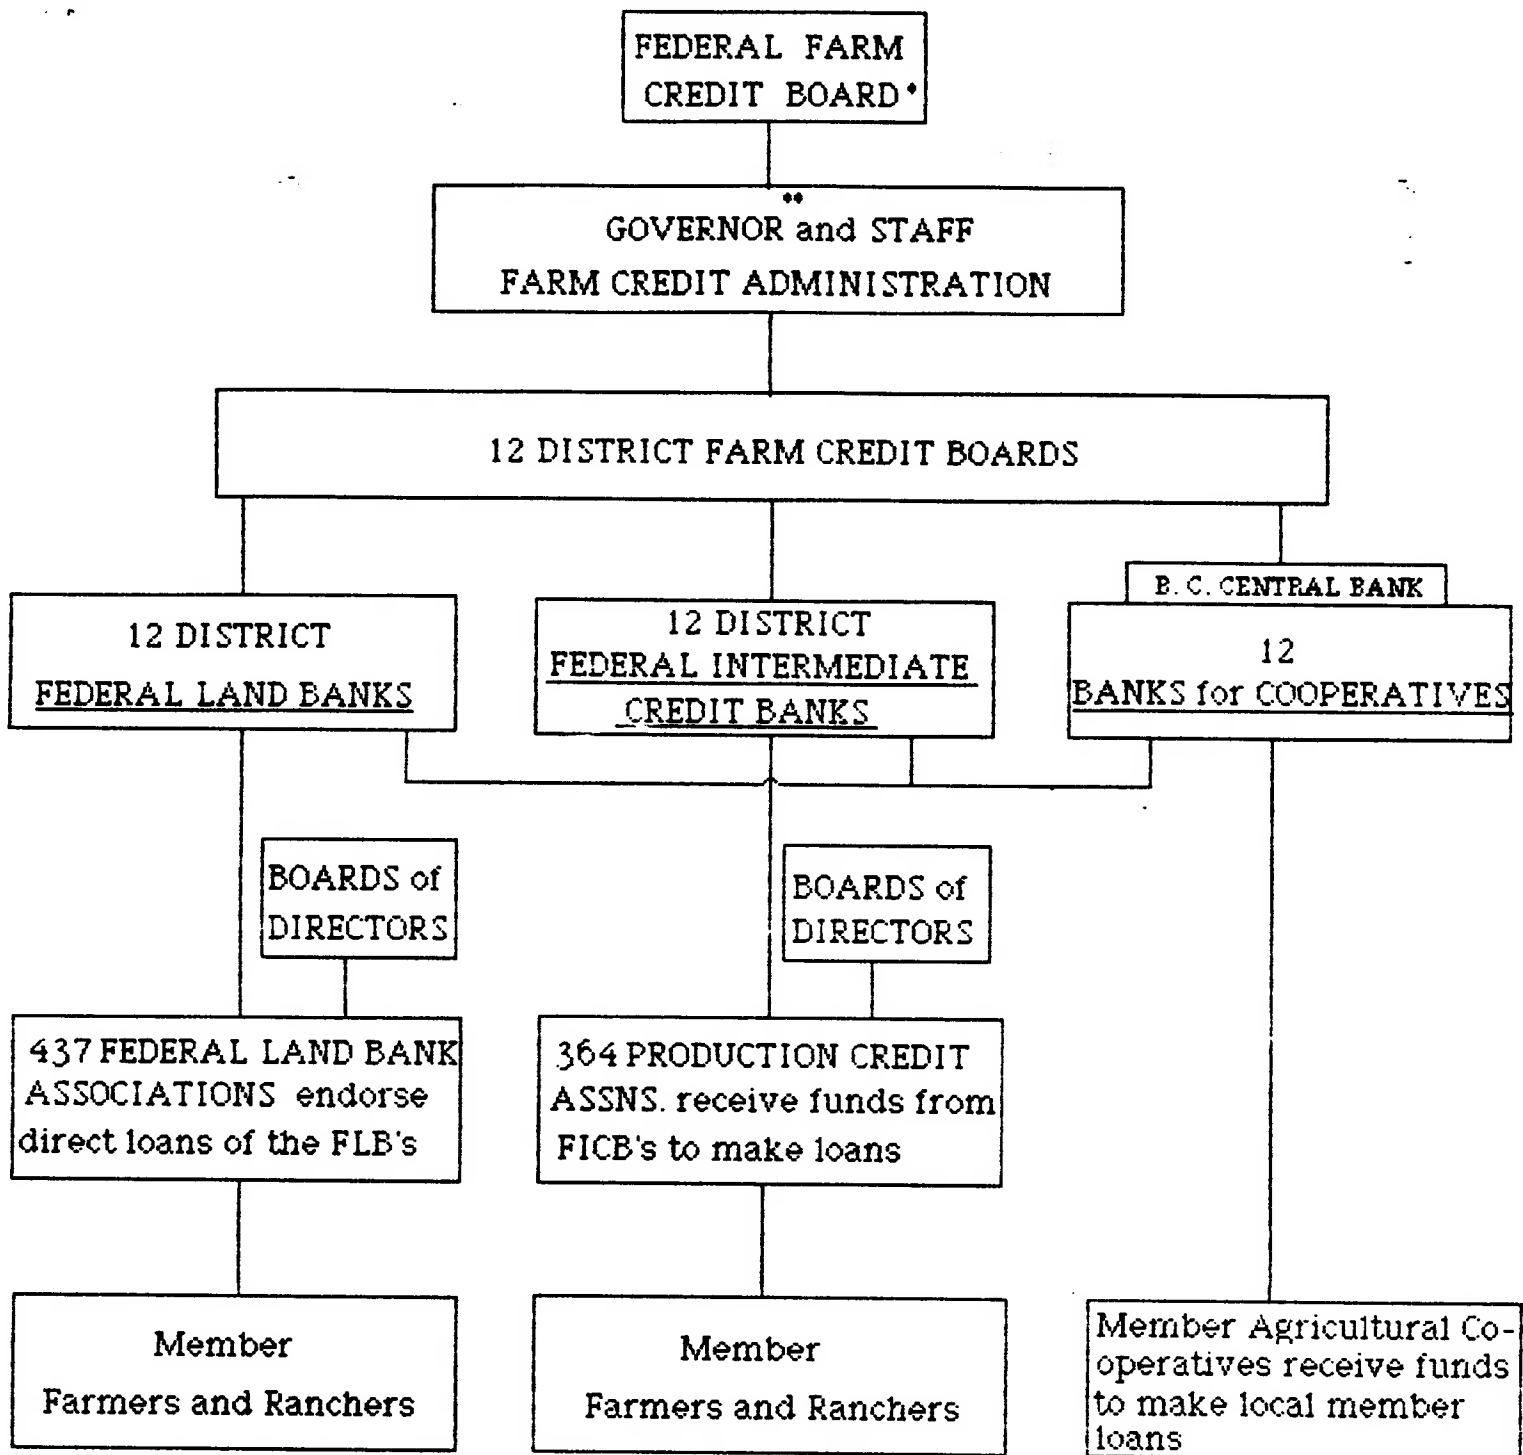 FEDERAL FARM
CREDIT BOARD*
**
GOVERNOR and STAFF
FARM CREDIT ADMINISTRATION
12 DISTRICT FARM CREDIT BOARDS
12 DISTRICT
FEDERAL LAND BANKS
12 DISTRICT
FEDERAL INTERMEDIATE
CREDIT BANKS
B. C. CENTRAL BANK
12
BANKS for COOPERATIVES
BOARDS of
DIRECTORS
BOARDS of
DIRECTORS
437 FEDERAL LAND BANK
ASSOCIATIONS endorse
direct loans of the FLB's
364 PRODUCTION CREDIT
ASSNS. receive funds from
FICB's to make loans
Member
Farmers and Ranchers
Member
Farmers and Ranchers
Member Agricultural Co-
operatives receive funds
to make local member
loans